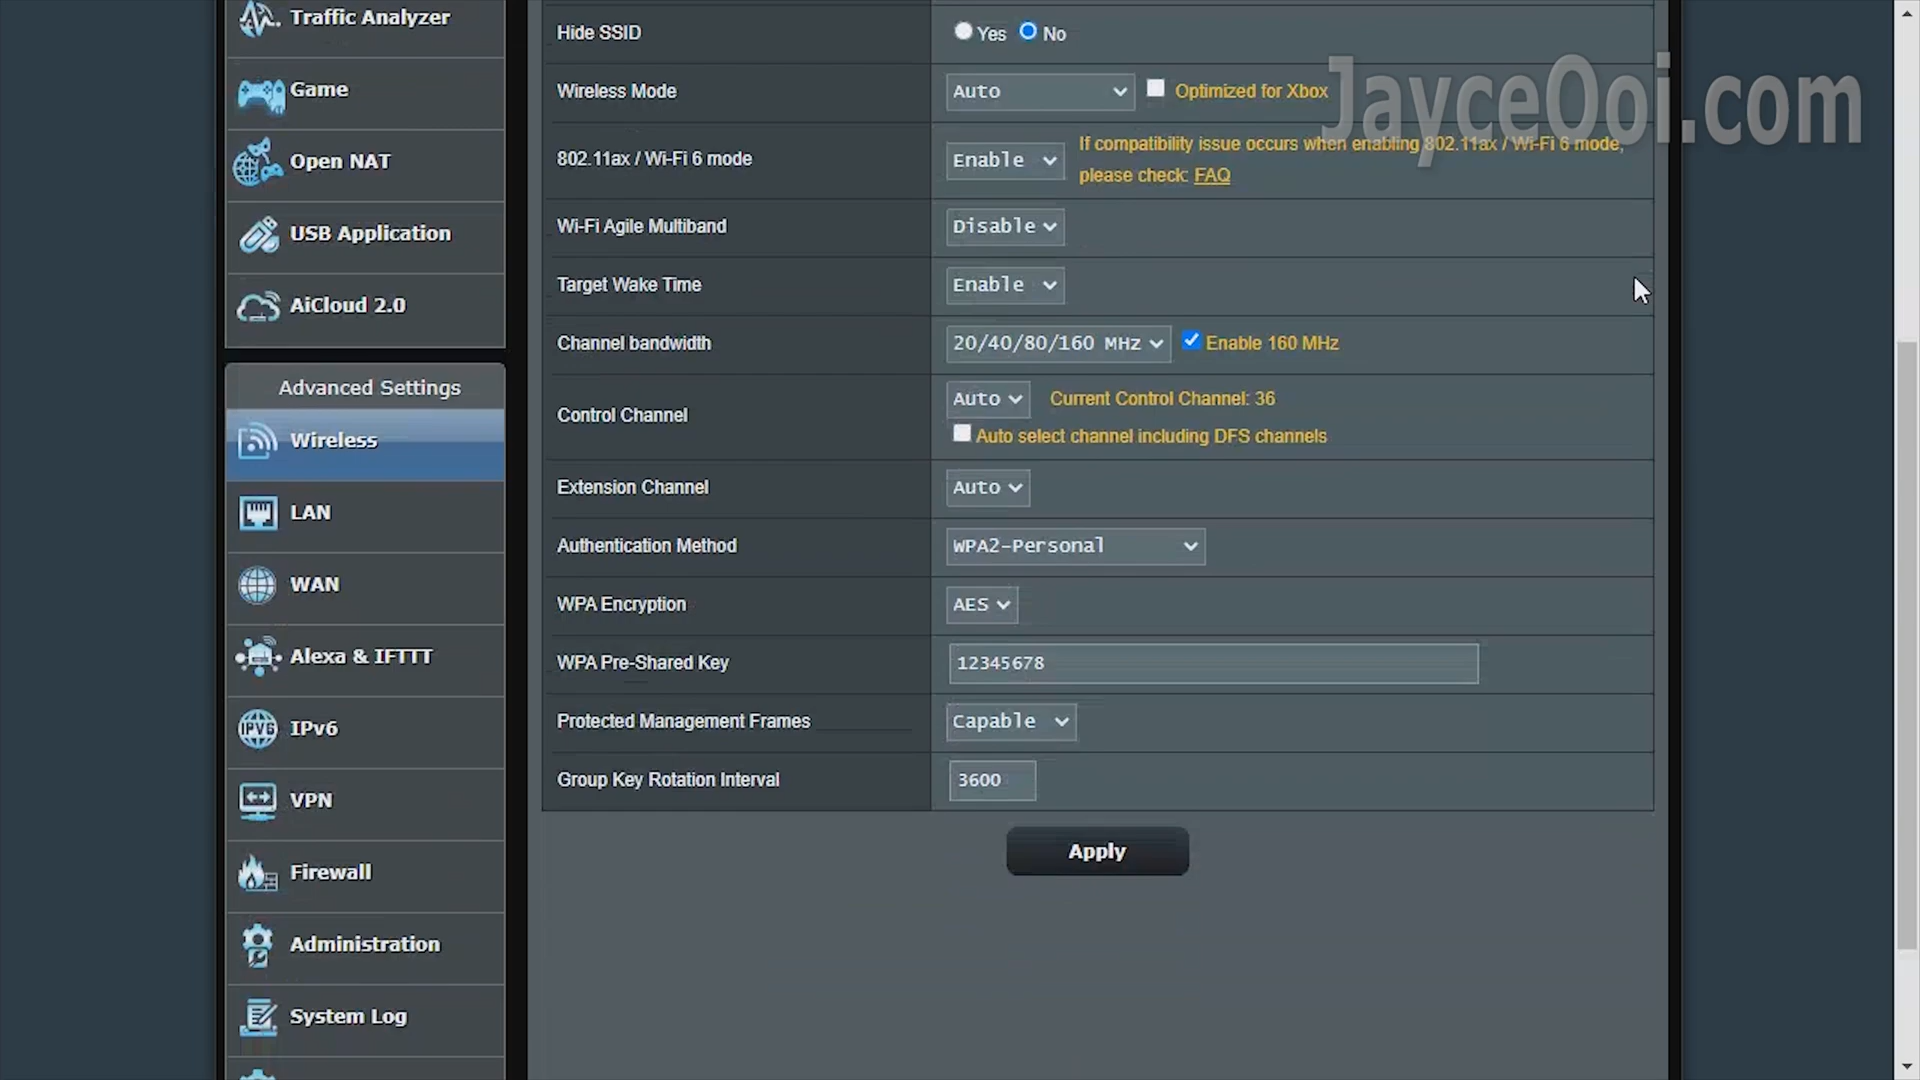 Traffic Analyzer
Game
Open NAT
USB Application
AiCloud 2.0
Advanced Settings
Wireless
LAN
WAN
Alexa & IFTTT
IPv6
VPN
Firewall
Administration
System Log
JayceOoi.com
Hide SSID Yes No
Wireless Mode Auto Optimized for Xbox
802.11ax / Wi-Fi 6 mode Enable If compatibility issue occurs when enabling 802.11ax / Wi-Fi 6 mode,
please check: FAQ
Wi-Fi Agile Multiband Disable
Target Wake Time Enable
Channel bandwidth 20/40/80/160 MHz Enable 160 MHz
Control Channel Auto Current Control Channel: 36
Auto select channel including DFS channels
Extension Channel Auto
Authentication Method WPA2-Personal
WPA Encryption AES
WPA Pre-Shared Key 12345678
Protected Management Frames Capable
Group Key Rotation Interval 3600
Apply